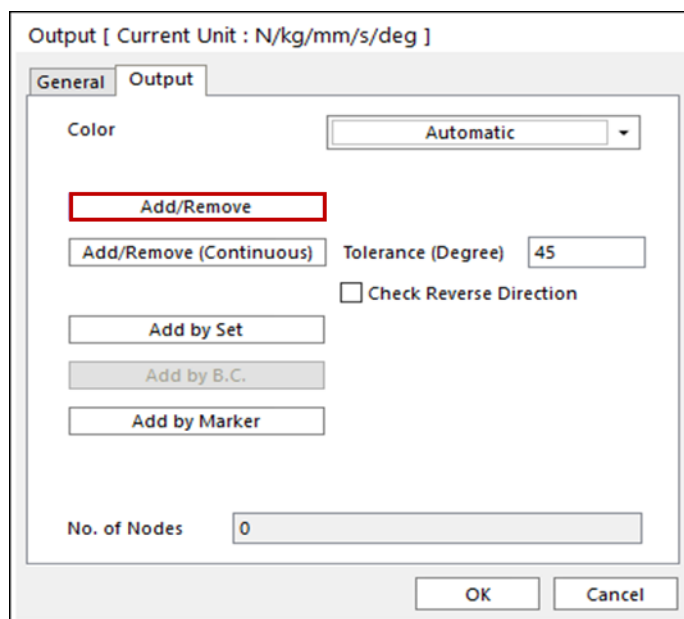 Output [ Current Unit : N/kg/mm/s/deg ]
General Output
Color Automatic
Add/Remove
Add/Remove (Continuous) Tolerance (Degree) 45
Check Reverse Direction
Add by Set
Add by B.C.
Add by Marker
No. of Nodes 0
OK Cancel